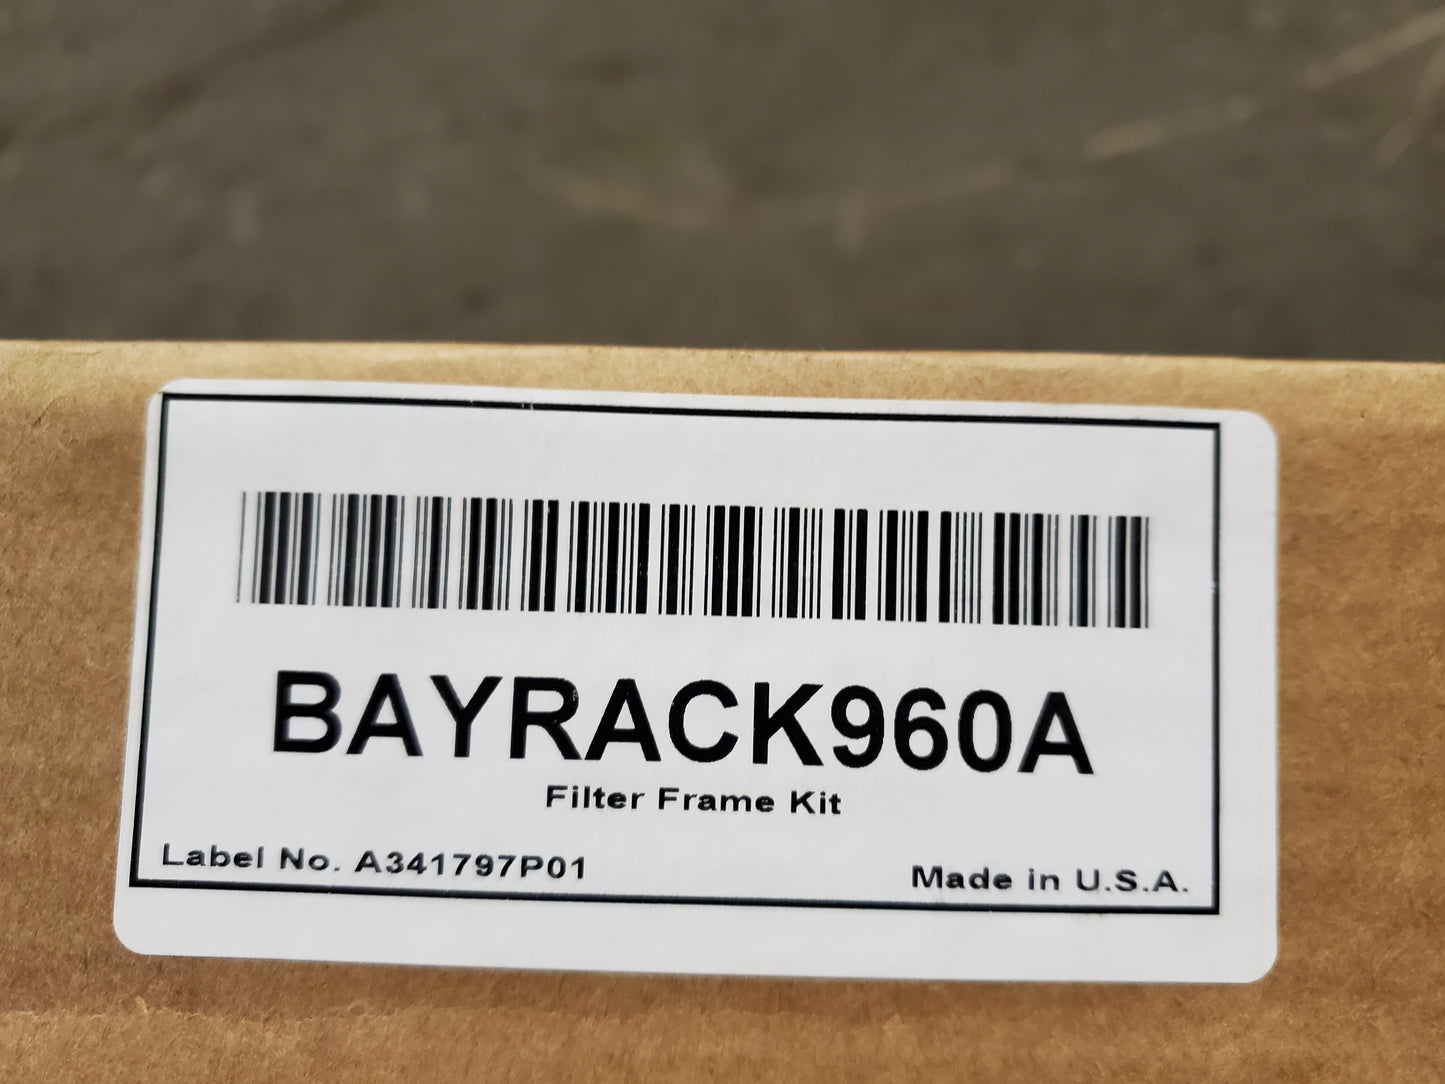 BAYRACK960A
Filter Frame Kit
Label No. A341797P01
Made in U.S.A.